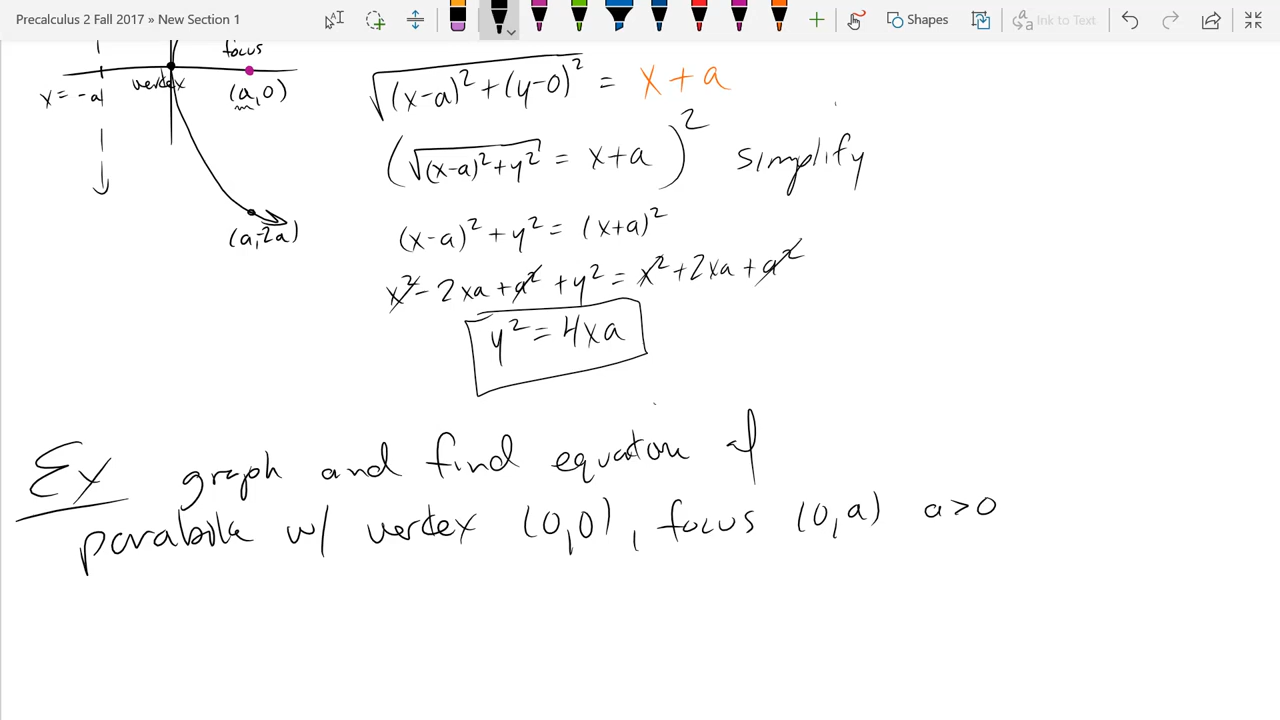 Precalculus 2 Fall 2017 » New Section 1
Shapes
Link to Text
focus
vertex
x = -a
(a,0)
(a,-2a)
√(x-a)² + (y-0)² = x + a
(√(x-a)² + y² = x+a)² simplify
(x-a)² + y² = (x+a)²
x² - 2xa + a² + y² = x² + 2xa + a²
y² = 4xa
Ex graph and find equation of
parabola w/ vertex (0,0), focus (0,a) a>0